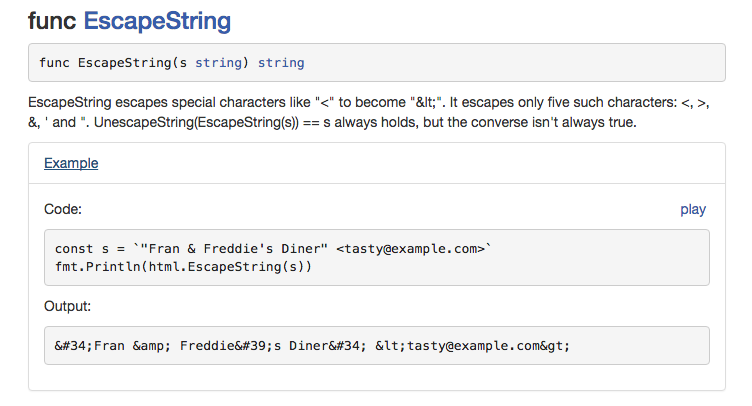 func EscapeString
func EscapeString(s string) string
EscapeString escapes special characters like "<" to become "&lt;". It escapes only five such characters: <, >,
&, ' and ". UnescapeString(EscapeString(s)) == s always holds, but the converse isn't always true.
Example
Code: play
const s = `"Fran & Freddie's Diner" <tasty@example.com>`
fmt.Println(html.EscapeString(s))
Output:
&#34;Fran &amp; Freddie&#39;s Diner&#34; &lt;tasty@example.com&gt;